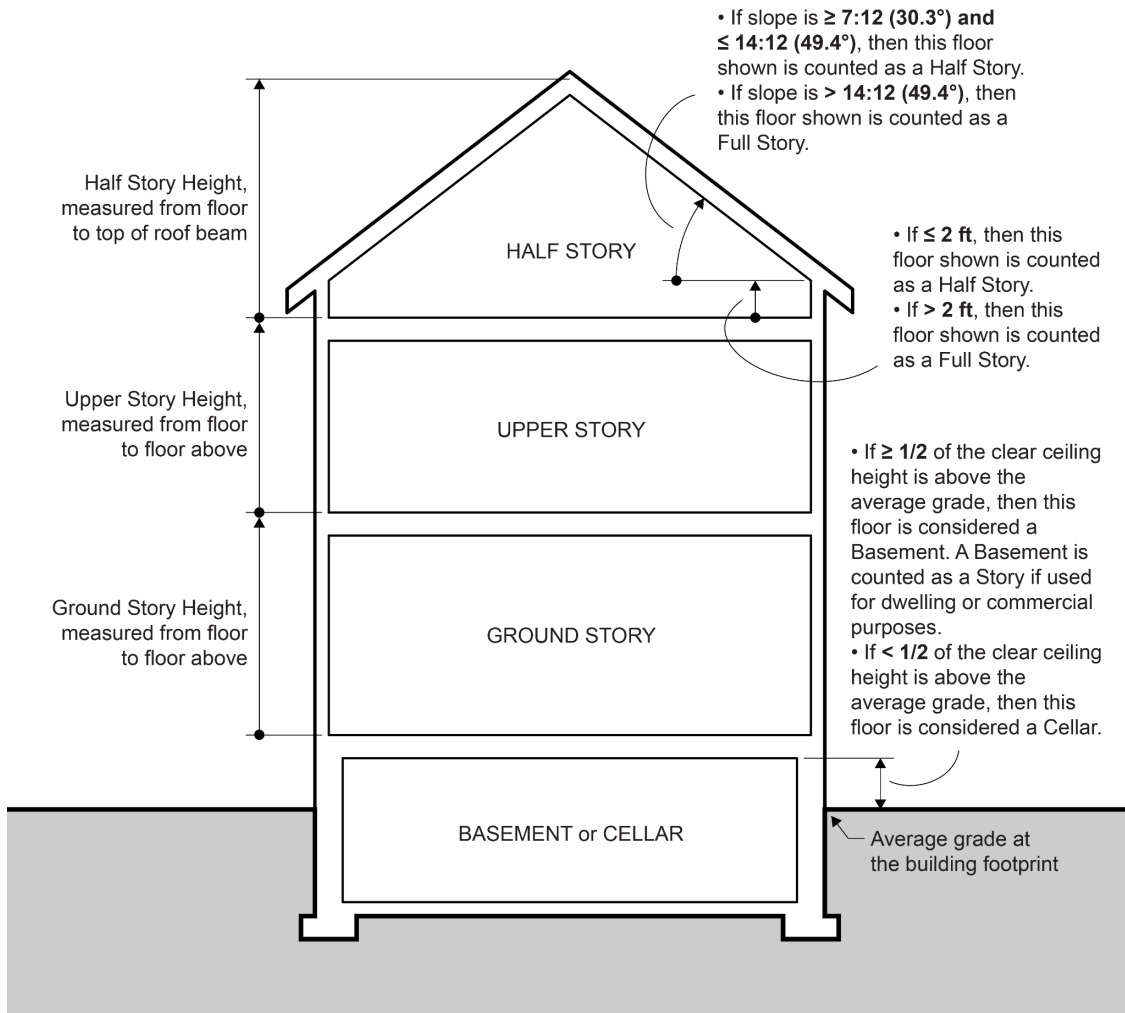 • If slope is ≥ 7:12 (30.3°) and
≤ 14:12 (49.4°), then this floor
shown is counted as a Half Story.
• If slope is > 14:12 (49.4°), then
this floor shown is counted as a
Full Story.
Half Story Height,
measured from floor
to top of roof beam
HALF STORY
• If ≤ 2 ft, then this
floor shown is counted
as a Half Story.
• If > 2 ft, then this
floor shown is counted
as a Full Story.
Upper Story Height,
measured from floor
to floor above
UPPER STORY
• If ≥ 1/2 of the clear ceiling
height is above the
average grade, then this
floor is considered a
Basement. A Basement is
counted as a Story if used
for dwelling or commercial
purposes.
• If < 1/2 of the clear ceiling
height is above the
average grade, then this
floor is considered a Cellar.
Ground Story Height,
measured from floor
to floor above
GROUND STORY
BASEMENT or CELLAR
Average grade at
the building footprint